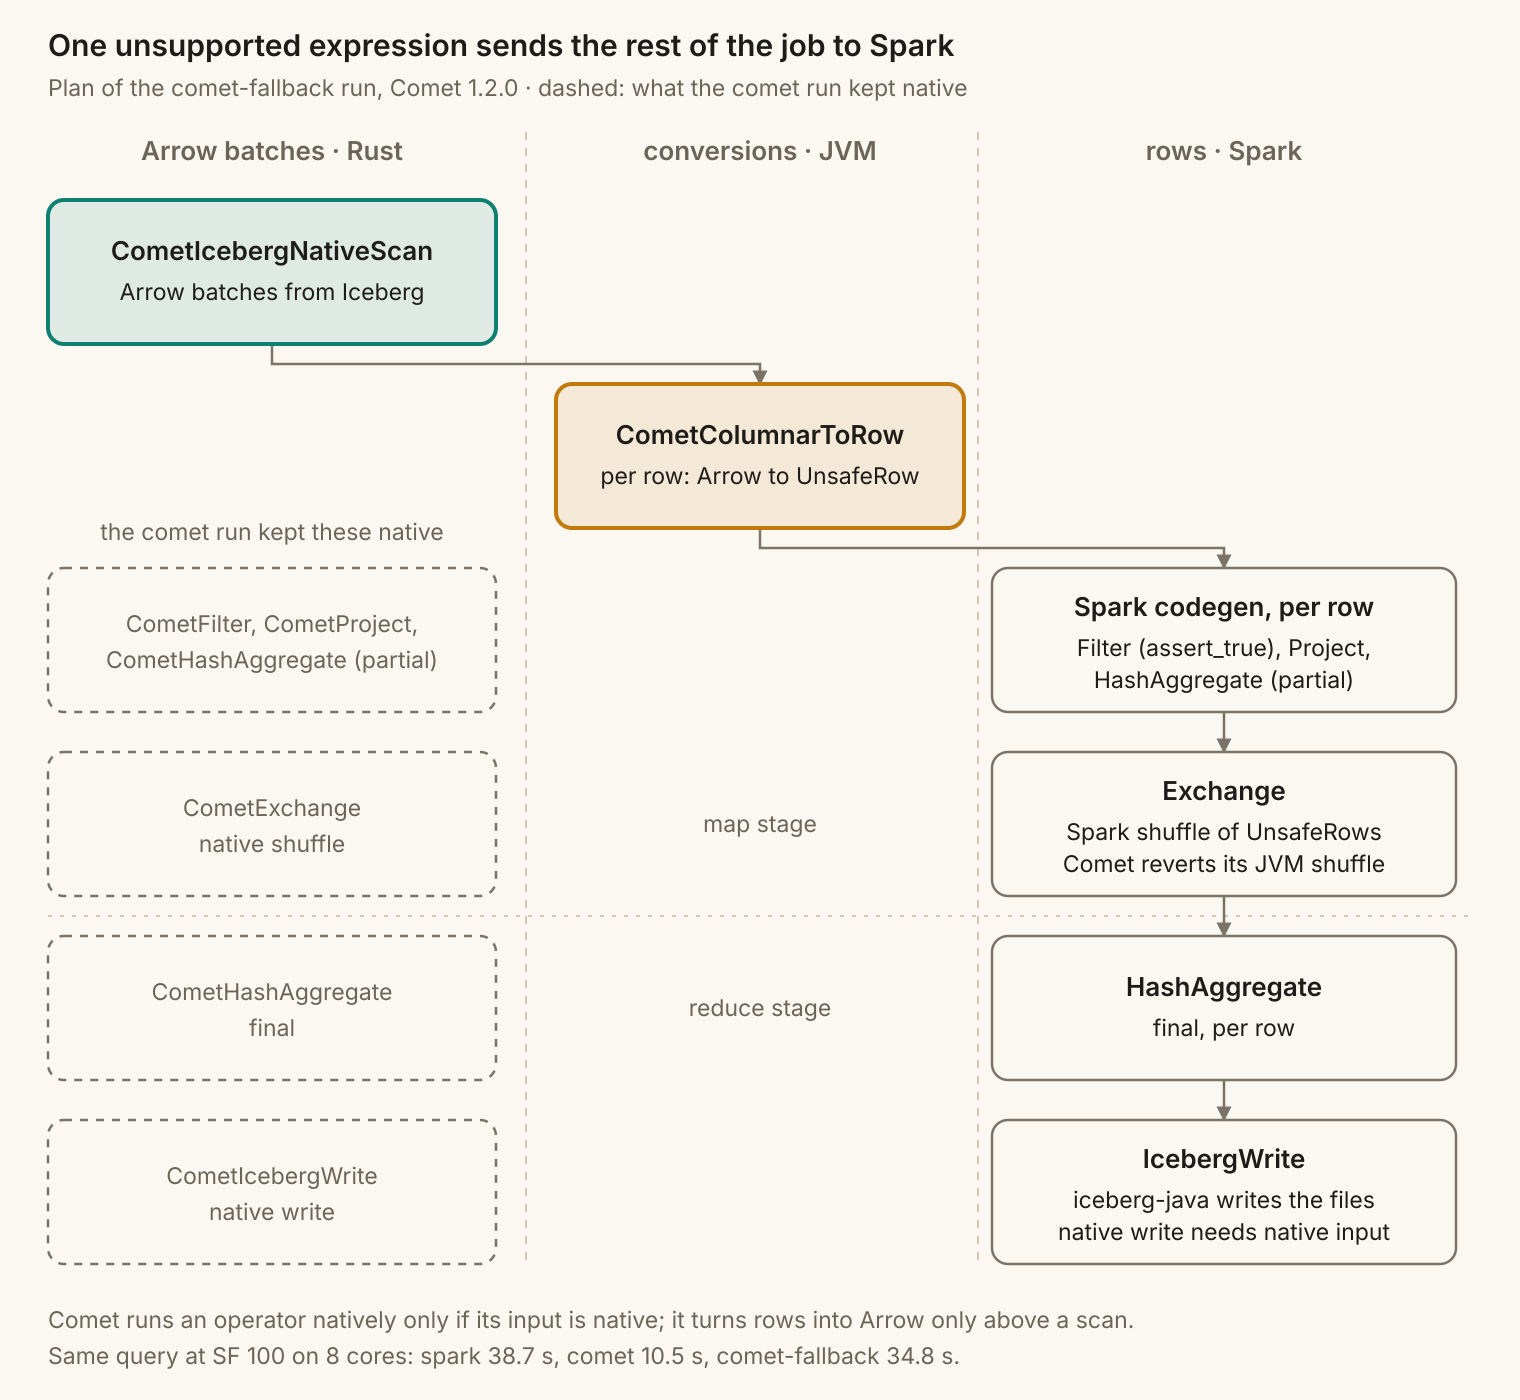 One unsupported expression sends the rest of the job to Spark
Plan of the comet-fallback run, Comet 1.2.0 · dashed: what the comet run kept native
Arrow batches · Rust
conversions · JVM
rows · Spark
CometIcebergNativeScan
Arrow batches from Iceberg
CometColumnarToRow
per row: Arrow to UnsafeRow
the comet run kept these native
CometFilter, CometProject,
CometHashAggregate (partial)
Spark codegen, per row
Filter (assert_true), Project,
HashAggregate (partial)
CometExchange
native shuffle
map stage
Exchange
Spark shuffle of UnsafeRows
Comet reverts its JVM shuffle
CometHashAggregate
final
reduce stage
HashAggregate
final, per row
CometIcebergWrite
native write
IcebergWrite
iceberg-java writes the files
native write needs native input
Comet runs an operator natively only if its input is native; it turns rows into Arrow only above a scan.
Same query at SF 100 on 8 cores: spark 38.7 s, comet 10.5 s, comet-fallback 34.8 s.